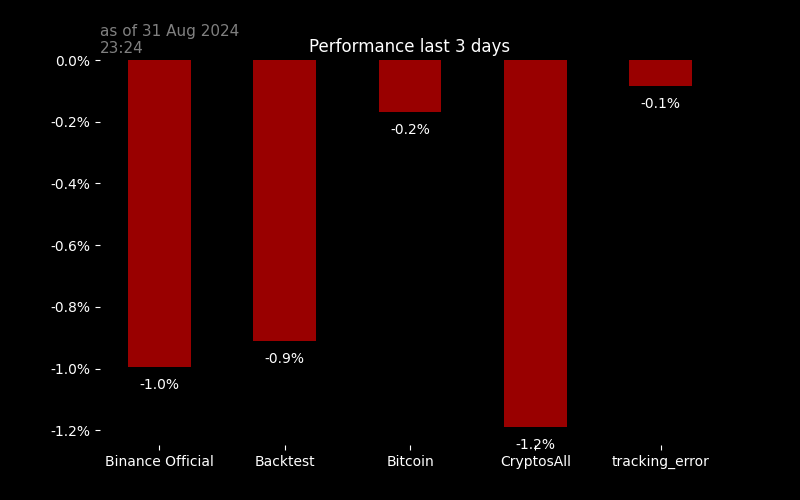 as of 31 Aug 2024
23:24
Performance last 3 days
0.0%
-0.2%
-0.4%
-0.6%
-0.8%
-1.0%
-1.2%
-1.0%
-0.9%
-0.2%
-1.2%
-0.1%
Binance Official
Backtest
Bitcoin
CryptosAll
tracking_error